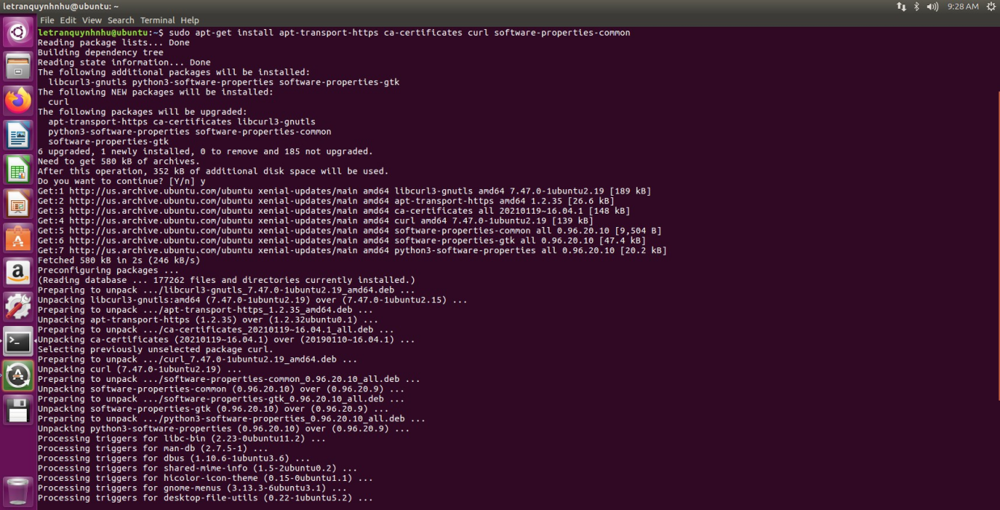 letranquynhnhu@ubuntu: ~
9:28 AM
File Edit View Search Terminal Help
letranquynhnhu@ubuntu:~$ sudo apt-get install apt-transport-https ca-certificates curl software-properties-common
Reading package lists... Done
Building dependency tree
Reading state information... Done
The following additional packages will be installed:
  libcurl3-gnutls python3-software-properties software-properties-gtk
The following NEW packages will be installed:
  curl
The following packages will be upgraded:
  apt-transport-https ca-certificates libcurl3-gnutls
  python3-software-properties software-properties-common
  software-properties-gtk
6 upgraded, 1 newly installed, 0 to remove and 185 not upgraded.
Need to get 580 kB of archives.
After this operation, 352 kB of additional disk space will be used.
Do you want to continue? [Y/n] y
Get:1 http://us.archive.ubuntu.com/ubuntu xenial-updates/main amd64 libcurl3-gnutls amd64 7.47.0-1ubuntu2.19 [189 kB]
Get:2 http://us.archive.ubuntu.com/ubuntu xenial-updates/main amd64 apt-transport-https amd64 1.2.35 [26.6 kB]
Get:3 http://us.archive.ubuntu.com/ubuntu xenial-updates/main amd64 ca-certificates all 20210119~16.04.1 [148 kB]
Get:4 http://us.archive.ubuntu.com/ubuntu xenial-updates/main amd64 curl amd64 7.47.0-1ubuntu2.19 [139 kB]
Get:5 http://us.archive.ubuntu.com/ubuntu xenial-updates/main amd64 software-properties-common all 0.96.20.10 [9,504 B]
Get:6 http://us.archive.ubuntu.com/ubuntu xenial-updates/main amd64 software-properties-gtk all 0.96.20.10 [47.4 kB]
Get:7 http://us.archive.ubuntu.com/ubuntu xenial-updates/main amd64 python3-software-properties all 0.96.20.10 [20.2 kB]
Fetched 580 kB in 2s (246 kB/s)
Preconfiguring packages ...
(Reading database ... 177262 files and directories currently installed.)
Preparing to unpack .../libcurl3-gnutls_7.47.0-1ubuntu2.19_amd64.deb ...
Unpacking libcurl3-gnutls:amd64 (7.47.0-1ubuntu2.19) over (7.47.0-1ubuntu2.15) ...
Preparing to unpack .../apt-transport-https_1.2.35_amd64.deb ...
Unpacking apt-transport-https (1.2.35) over (1.2.32ubuntu0.1) ...
Preparing to unpack .../ca-certificates_20210119~16.04.1_all.deb ...
Unpacking ca-certificates (20210119~16.04.1) over (20190110~16.04.1) ...
Selecting previously unselected package curl.
Preparing to unpack .../curl_7.47.0-1ubuntu2.19_amd64.deb ...
Unpacking curl (7.47.0-1ubuntu2.19) ...
Preparing to unpack .../software-properties-common_0.96.20.10_all.deb ...
Unpacking software-properties-common (0.96.20.10) over (0.96.20.9) ...
Preparing to unpack .../software-properties-gtk_0.96.20.10_all.deb ...
Unpacking software-properties-gtk (0.96.20.10) over (0.96.20.9) ...
Preparing to unpack .../python3-software-properties_0.96.20.10_all.deb ...
Unpacking python3-software-properties (0.96.20.10) over (0.96.20.9) ...
Processing triggers for libc-bin (2.23-0ubuntu11.2) ...
Processing triggers for man-db (2.7.5-1) ...
Processing triggers for dbus (1.10.6-1ubuntu3.6) ...
Processing triggers for shared-mime-info (1.5-2ubuntu0.2) ...
Processing triggers for hicolor-icon-theme (0.15-0ubuntu1.1) ...
Processing triggers for gnome-menus (3.13.3-6ubuntu3.1) ...
Processing triggers for desktop-file-utils (0.22-1ubuntu5.2) ...